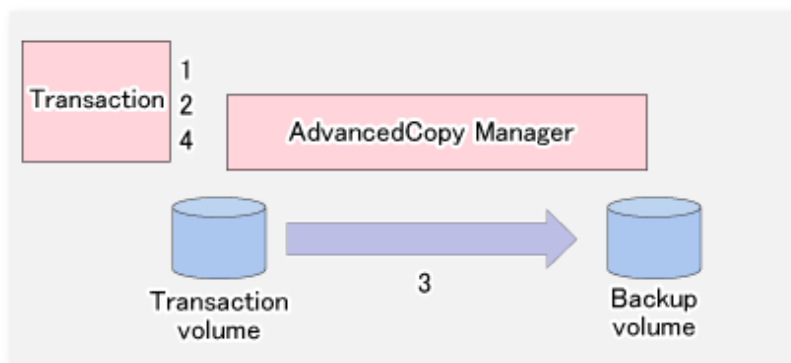 1
Transaction 2
4
AdvancedCopy Manager
3
Transaction
volume
Backup
volume